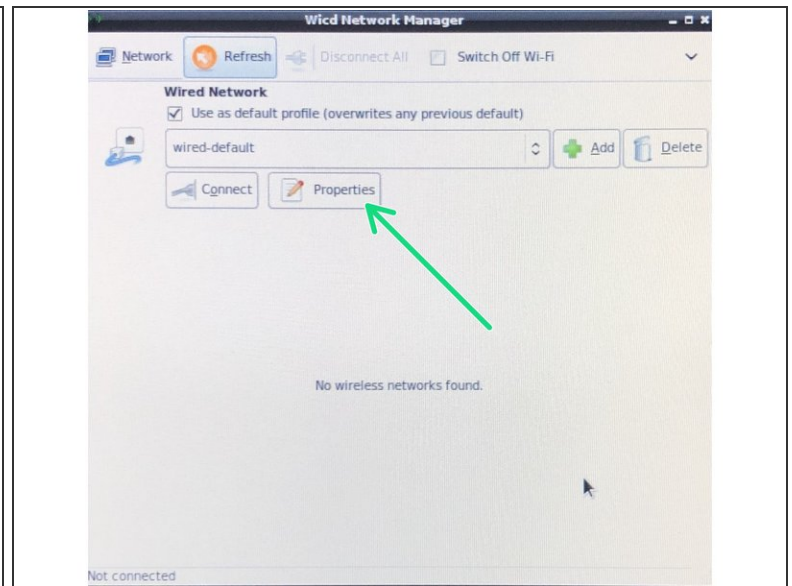 Wicd Network Manager
Network Refresh Disconnect All Switch Off Wi-Fi
Wired Network
Use as default profile (overwrites any previous default)
wired-default Add Delete
Connect Properties
No wireless networks found.
Not connected